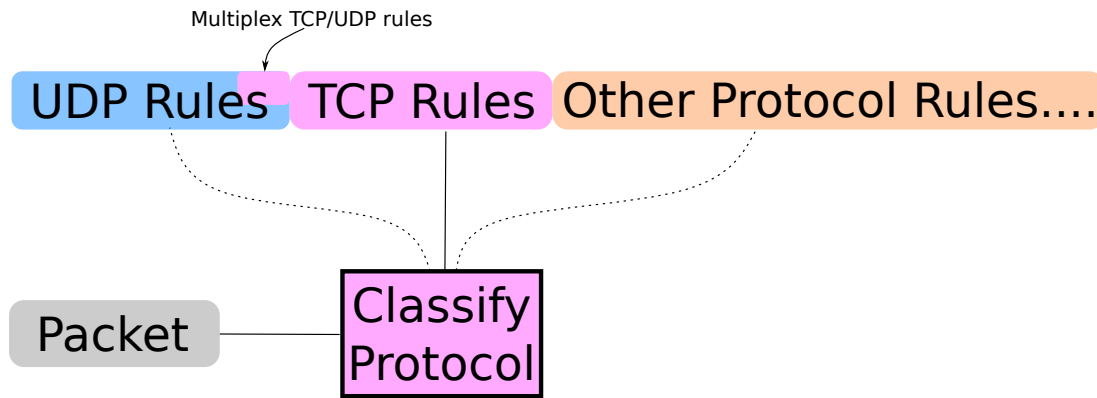 Multiplex TCP/UDP rules
UDP Rules
TCP Rules
Other Protocol Rules....
Classify
Protocol
Packet